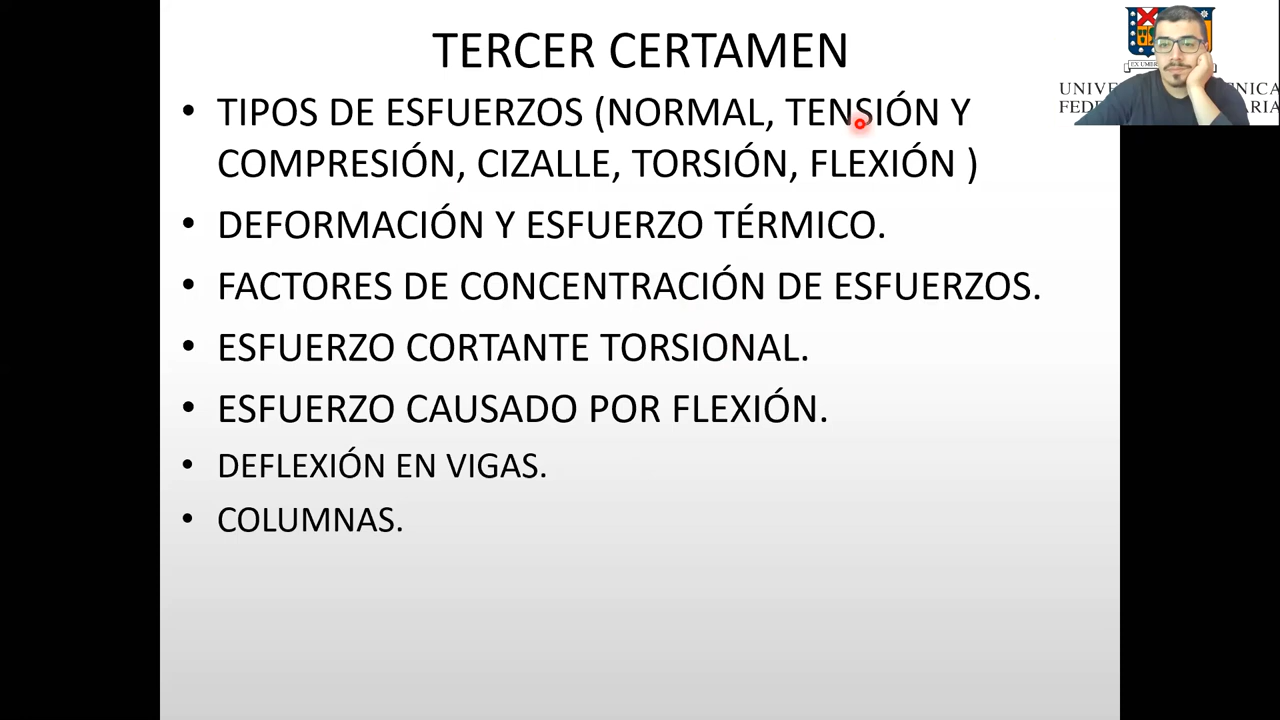 TERCER CERTAMEN
• TIPOS DE ESFUERZOS (NORMAL, TENSIÓN Y
COMPRESIÓN, CIZALLE, TORSIÓN, FLEXIÓN )
• DEFORMACIÓN Y ESFUERZO TÉRMICO.
• FACTORES DE CONCENTRACIÓN DE ESFUERZOS.
• ESFUERZO CORTANTE TORSIONAL.
• ESFUERZO CAUSADO POR FLEXIÓN.
• DEFLEXIÓN EN VIGAS.
• COLUMNAS.